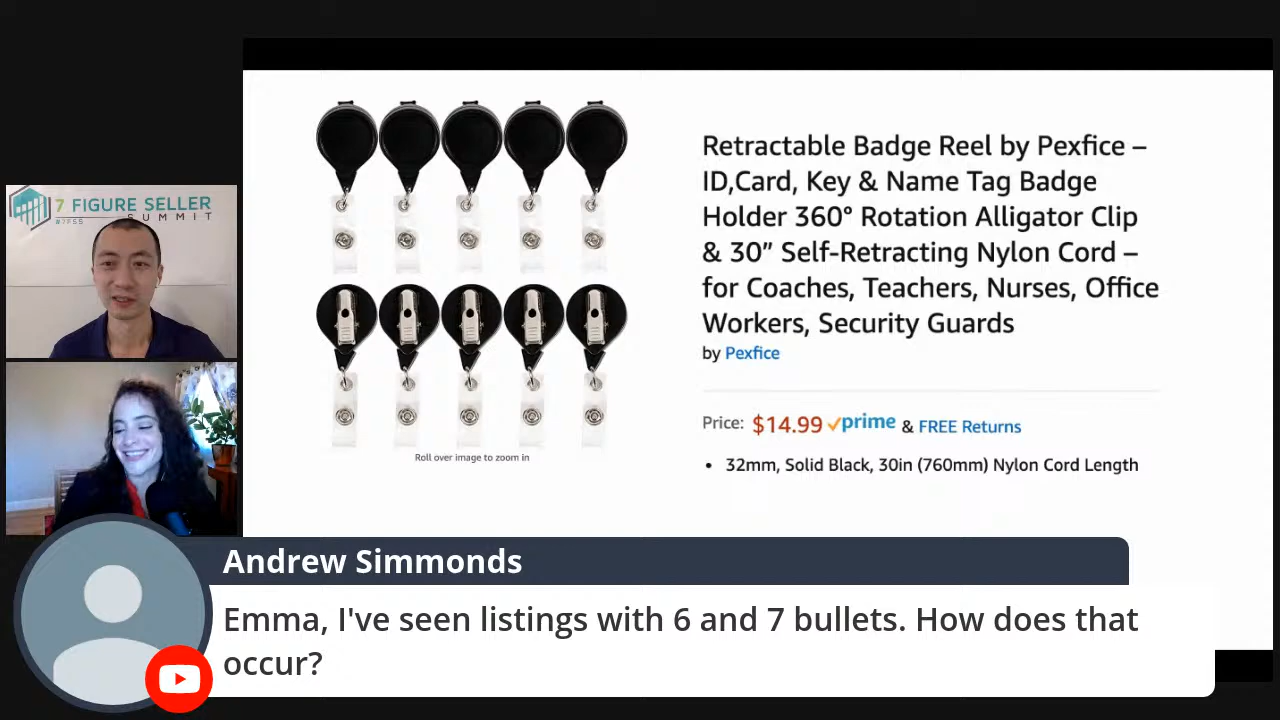 7 FIGURE SELLER
#7FSS SUMMIT
Retractable Badge Reel by Pexfice –
ID,Card, Key & Name Tag Badge
Holder 360° Rotation Alligator Clip
& 30” Self-Retracting Nylon Cord –
for Coaches, Teachers, Nurses, Office
Workers, Security Guards
by Pexfice
Price: $14.99 prime & FREE Returns
• 32mm, Solid Black, 30in (760mm) Nylon Cord Length
Roll over image to zoom in
Andrew Simmonds
Emma, I've seen listings with 6 and 7 bullets. How does that
occur?